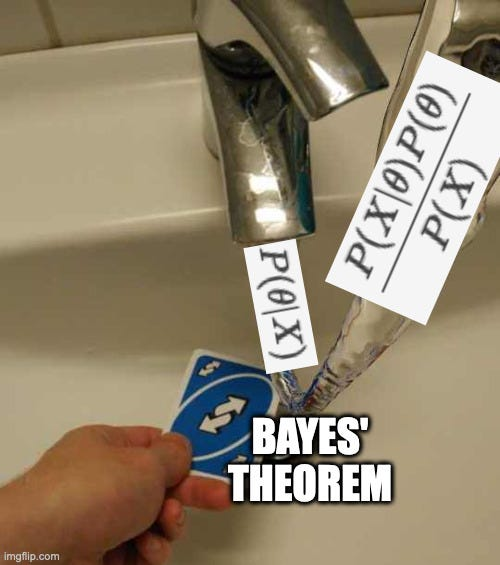 P(θ|X)
P(X|θ)P(θ)
P(X)
BAYES'
THEOREM
imgflip.com